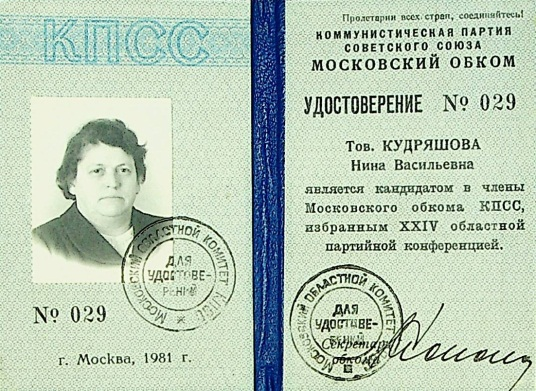 КПСС
МОСКОВСКИЙ ОБЛАСТНОЙ КОМИТЕТ КПСС
ДЛЯ
УДОСТОВЕ-
РЕНИЙ
№ 029
г. Москва, 1981 г.
Пролетарии всех стран, соединяйтесь!
КОММУНИСТИЧЕСКАЯ ПАРТИЯ
СОВЕТСКОГО СОЮЗА
МОСКОВСКИЙ ОБКОМ
УДОСТОВЕРЕНИЕ № 029
Тов. КУДРЯШОВА
Нина Васильевна
является кандидатом в члены
Московского обкома КПСС,
избранным XXIV областной
партийной конференцией.
МОСКОВСКИЙ ОБЛАСТНОЙ КОМИТЕТ
ДЛЯ
УДОСТОВЕ-
РЕНИЙ
Секретарь
обкома